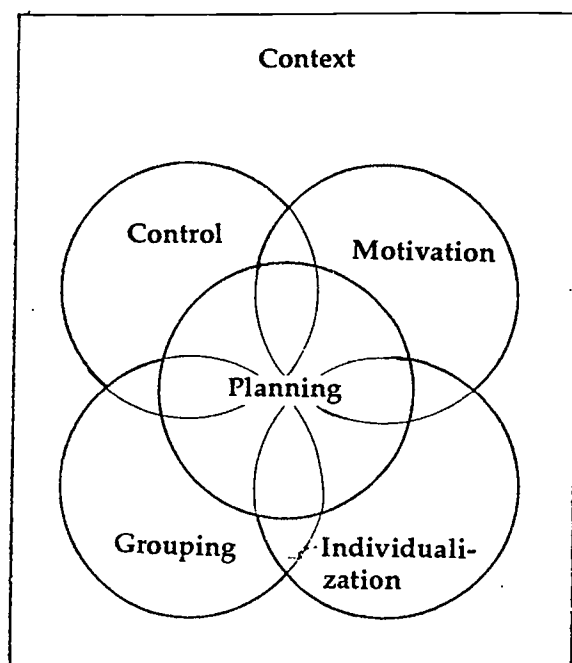 Context
Control
Motivation
Planning
Grouping
Individuali-
zation